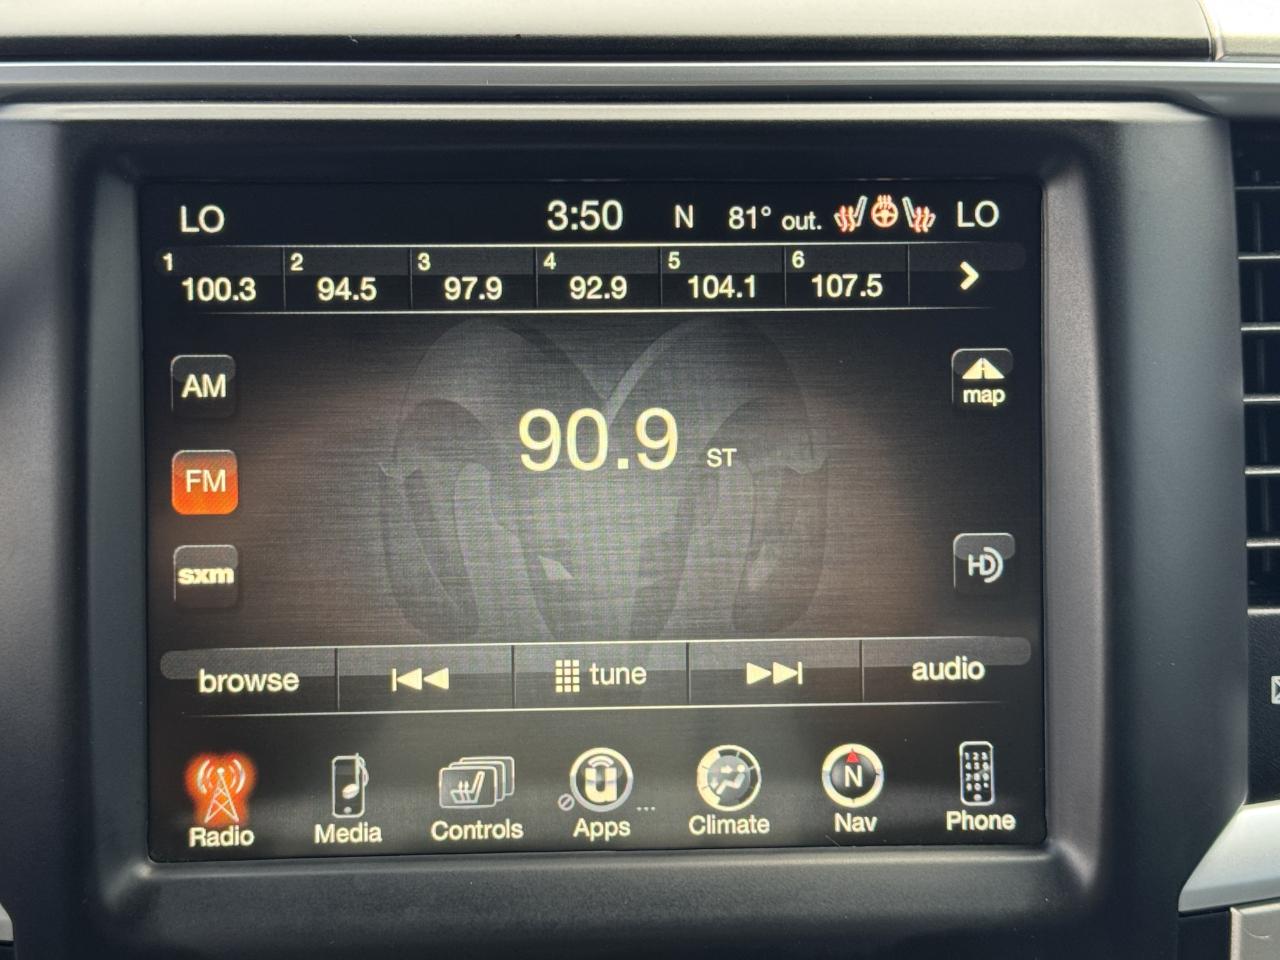 LO 3:50 N 81° out. LO
1 100.3 2 94.5 3 97.9 4 92.9 5 104.1 6 107.5
AM
map
90.9 ST
FM
sxm
HD
browse tune audio
Radio Media Controls Apps ... Climate Nav Phone